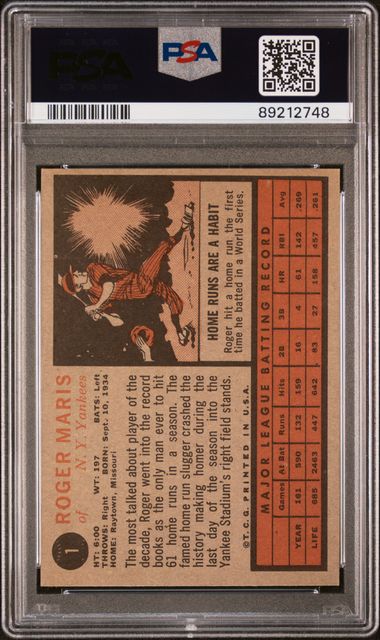 PSA
PSA
89212748
1
ROGER MARIS
of N. Y. Yankees
HT: 6:00 WT: 197 BATS: Left
THROWS: Right BORN: Sept. 10, 1934
HOME: Raytown, Missouri
The most talked about player of the
decade, Roger went into the record
books as the only man ever to hit
61 home runs in a season. The
famed home run slugger crashed the
history making homer during the
last day of the season into the
Yankee Stadium's right field stands.
© T.C.G. PRINTED IN U.S.A.
HOME RUNS ARE A HABIT
Roger hit a home run the first
time he batted in a World Series.
MAJOR LEAGUE BATTING RECORD
Games At Bat Runs Hits 2B 3B HR RBI Avg
YEAR 161 590 132 159 16 4 61 142 .269
LIFE 685 2463 447 642 83 27 158 457 .261